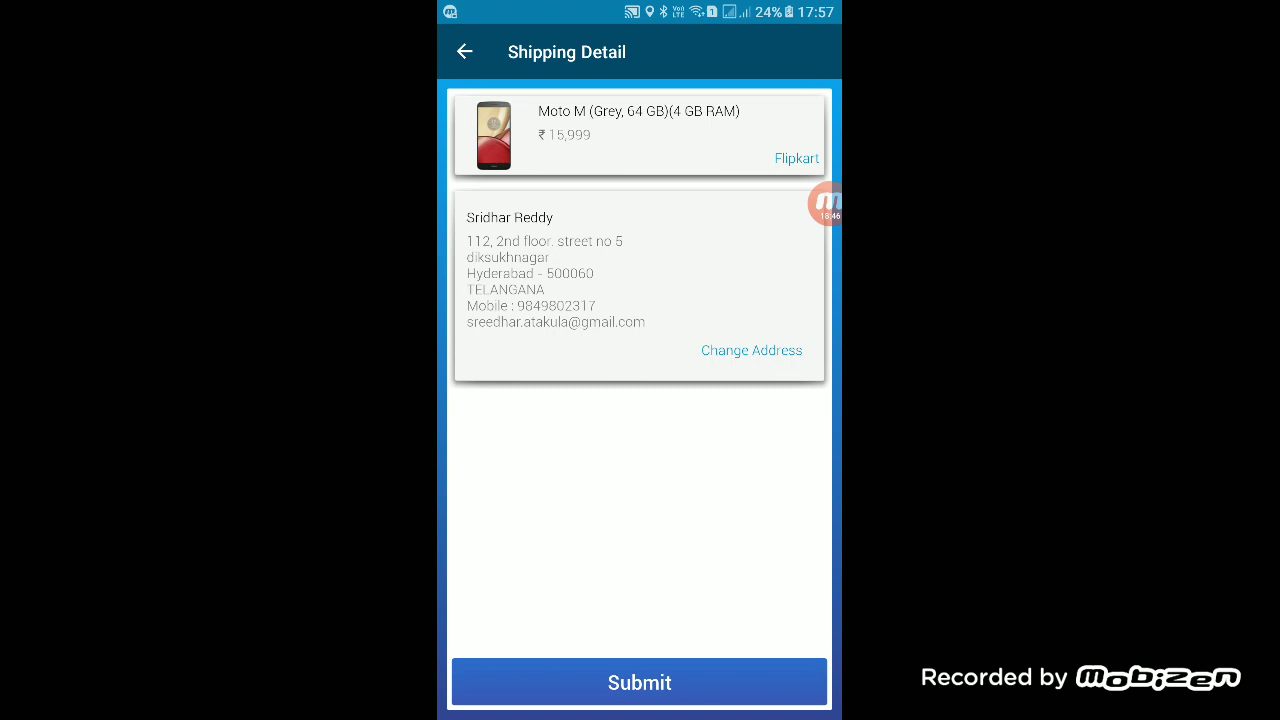 24% 17:57
Shipping Detail
Moto M (Grey, 64 GB)(4 GB RAM)
₹ 15,999
Flipkart
18:46
Sridhar Reddy
112, 2nd floor. street no 5
diksukhnagar
Hyderabad - 500060
TELANGANA
Mobile : 9849802317
sreedhar.atakula@gmail.com
Change Address
Submit
Recorded by mobizen